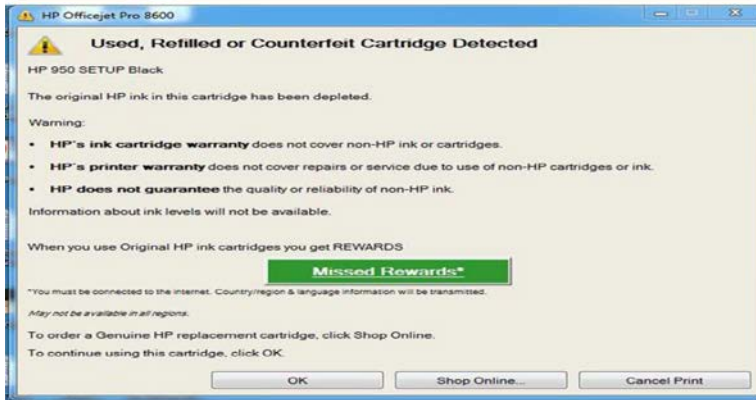 HP Officejet Pro 8600
Used, Refilled or Counterfeit Cartridge Detected
HP 950 SETUP Black
The original HP ink in this cartridge has been depleted.
Warning:
• HP's ink cartridge warranty does not cover non-HP ink or cartridges.
• HP's printer warranty does not cover repairs or service due to use of non-HP cartridges or ink.
• HP does not guarantee the quality or reliability of non-HP ink.
Information about ink levels will not be available.
When you use Original HP ink cartridges you get REWARDS
Missed Rewards*
*You must be connected to the internet. Country/region & language information will be transmitted.
May not be available in all regions.
To order a Genuine HP replacement cartridge, click Shop Online.
To continue using this cartridge, click OK.
OK
Shop Online...
Cancel Print